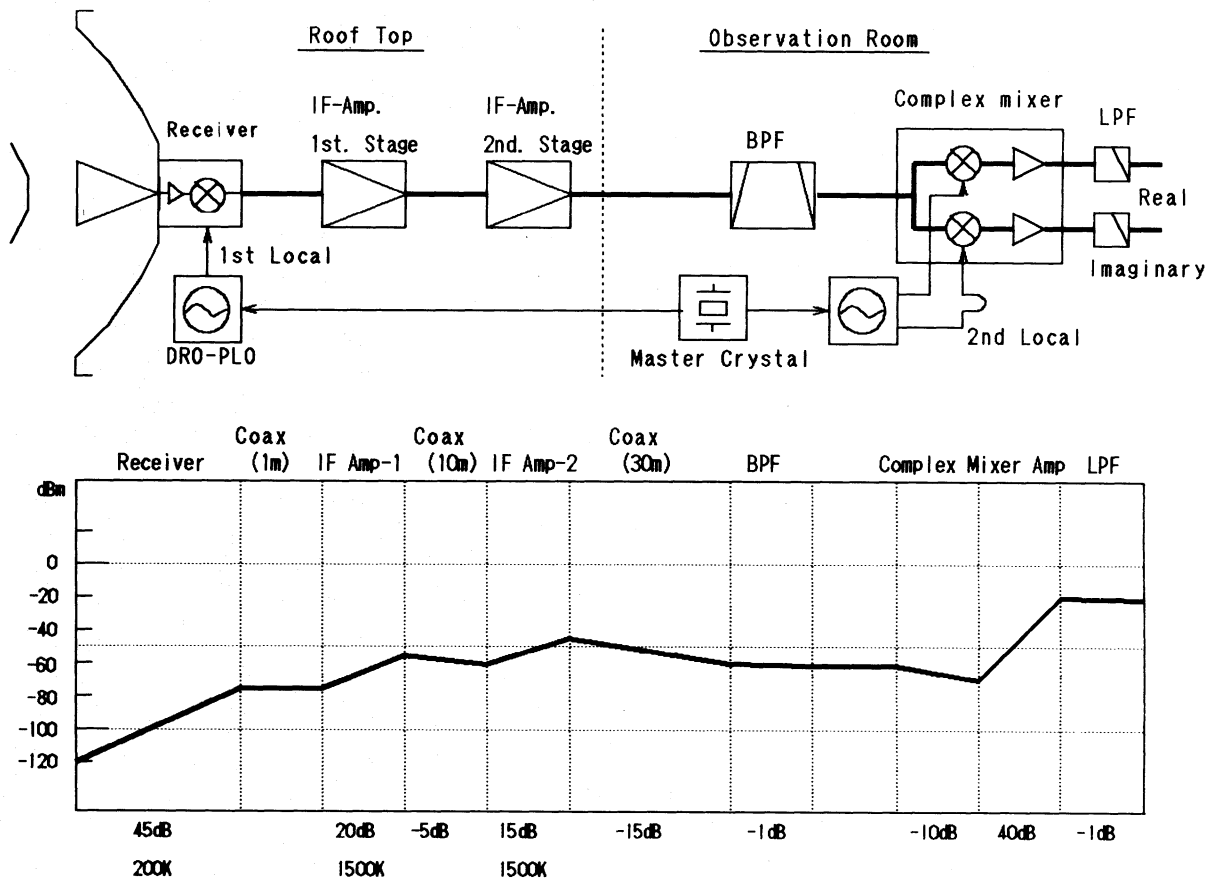 Roof Top
Observation Room
IF-Amp.
1st. Stage
IF-Amp.
2nd. Stage
Receiver
BPF
Complex mixer
LPF
Real
Imaginary
1st Local
DRO-PLO
Master Crystal
2nd Local
Receiver
Coax
(1m)
IF Amp-1
Coax
(10m)
IF Amp-2
Coax
(30m)
BPF
Complex Mixer Amp
LPF
dBm
0
-20
-40
-60
-80
-100
-120
45dB
20dB
-5dB
15dB
-15dB
-1dB
-10dB
40dB
-1dB
200K
1500K
1500K